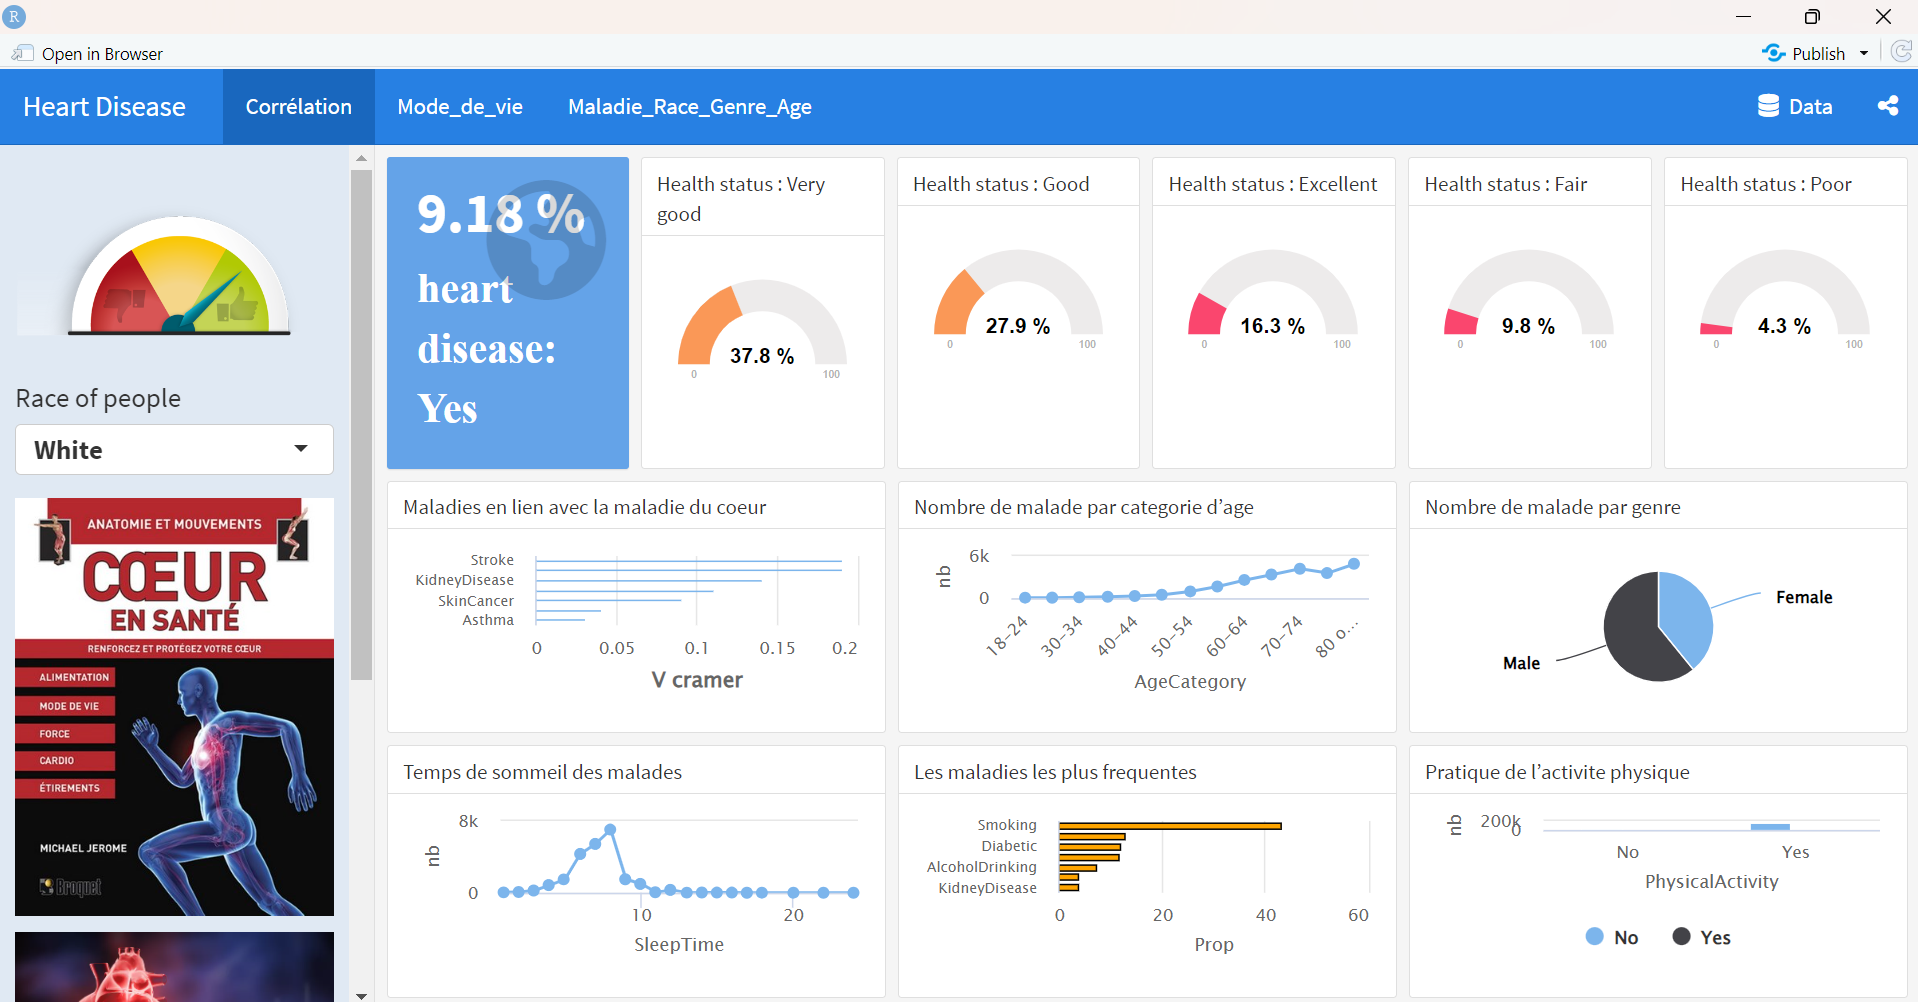 R
Open in Browser
Publish
Heart Disease
Corrélation
Mode_de_vie
Maladie_Race_Genre_Age
Data
Race of people
White
ANATOMIE ET MOUVEMENTS
CŒUR
EN SANTÉ
RENFORCEZ ET PROTÉGEZ VOTRE CŒUR
ALIMENTATION
MODE DE VIE
FORCE
CARDIO
ÉTIREMENTS
MICHAEL JEROME
Broquet
9.18 %
heart
disease:
Yes
Health status : Very
good
37.8 %
0
100
Health status : Good
27.9 %
0
100
Health status : Excellent
16.3 %
0
100
Health status : Fair
9.8 %
0
100
Health status : Poor
4.3 %
0
100
Maladies en lien avec la maladie du coeur
Stroke
KidneyDisease
SkinCancer
Asthma
0 0.05 0.1 0.15 0.2
V cramer
Nombre de malade par categorie d’age
nb
6k
0
18–24 30–34 40–44 50–54 60–64 70–74 80 o...
AgeCategory
Nombre de malade par genre
Female
Male
Temps de sommeil des malades
nb
8k
0
10 20
SleepTime
Les maladies les plus frequentes
Smoking
Diabetic
AlcoholDrinking
KidneyDisease
0 20 40 60
Prop
Pratique de l’activite physique
nb
200k
0
No Yes
PhysicalActivity
No Yes